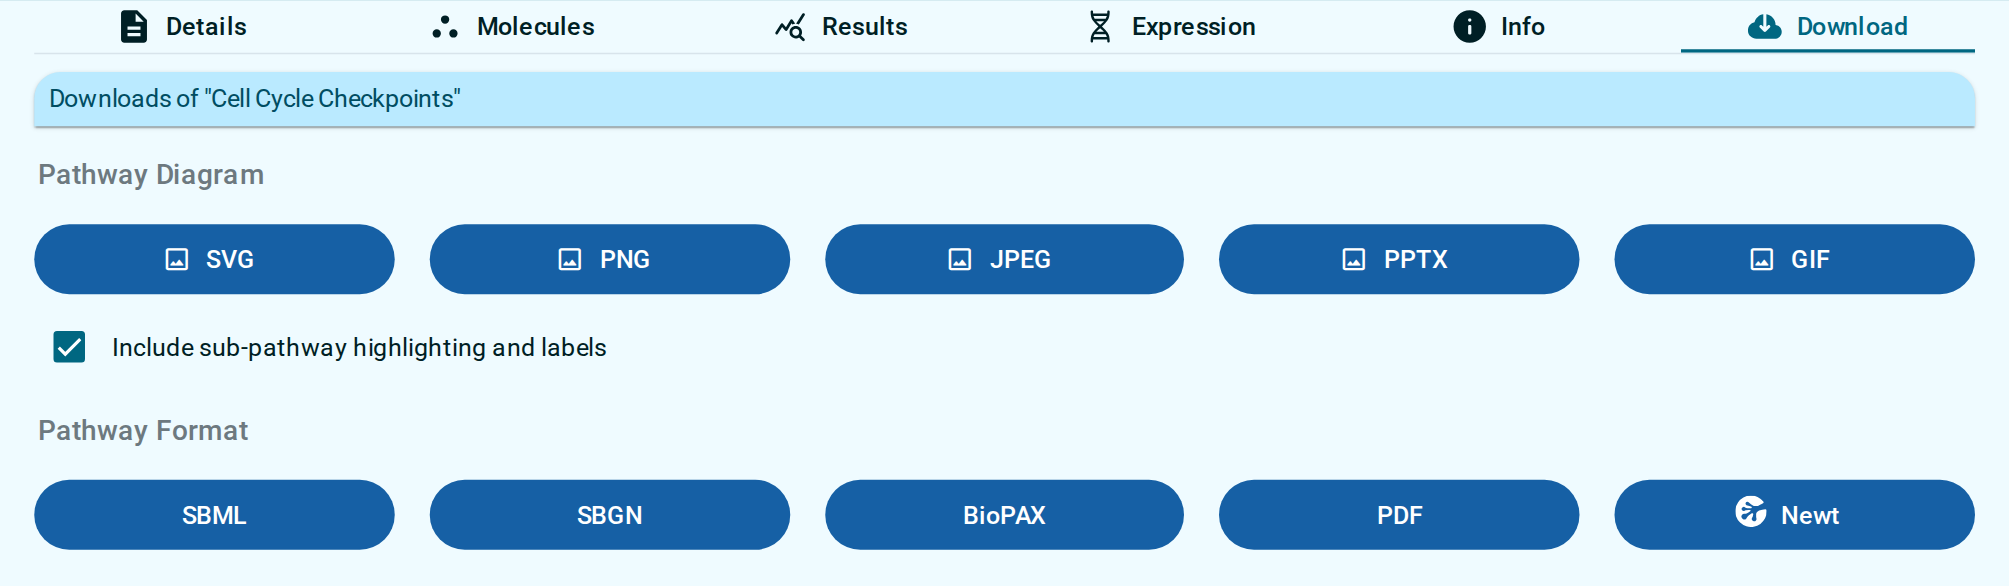 Details Molecules Results Expression Info Download
Downloads of "Cell Cycle Checkpoints"
Pathway Diagram
SVG PNG JPEG PPTX GIF
Include sub-pathway highlighting and labels
Pathway Format
SBML SBGN BioPAX PDF Newt